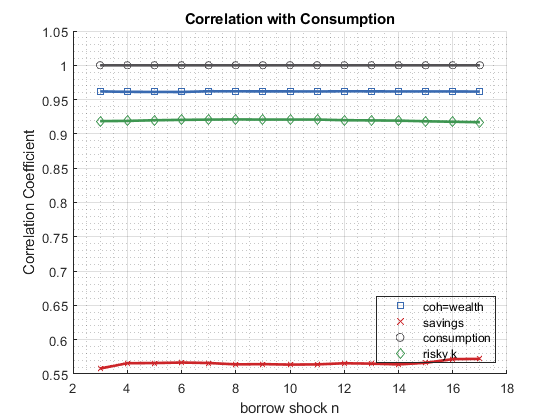 Correlation with Consumption
1.05
1
0.95
0.9
0.85
0.8
0.75
0.7
0.65
0.6
0.55
Correlation Coefficient
coh=wealth
savings
consumption
risky k
2 4 6 8 10 12 14 16 18
borrow shock n